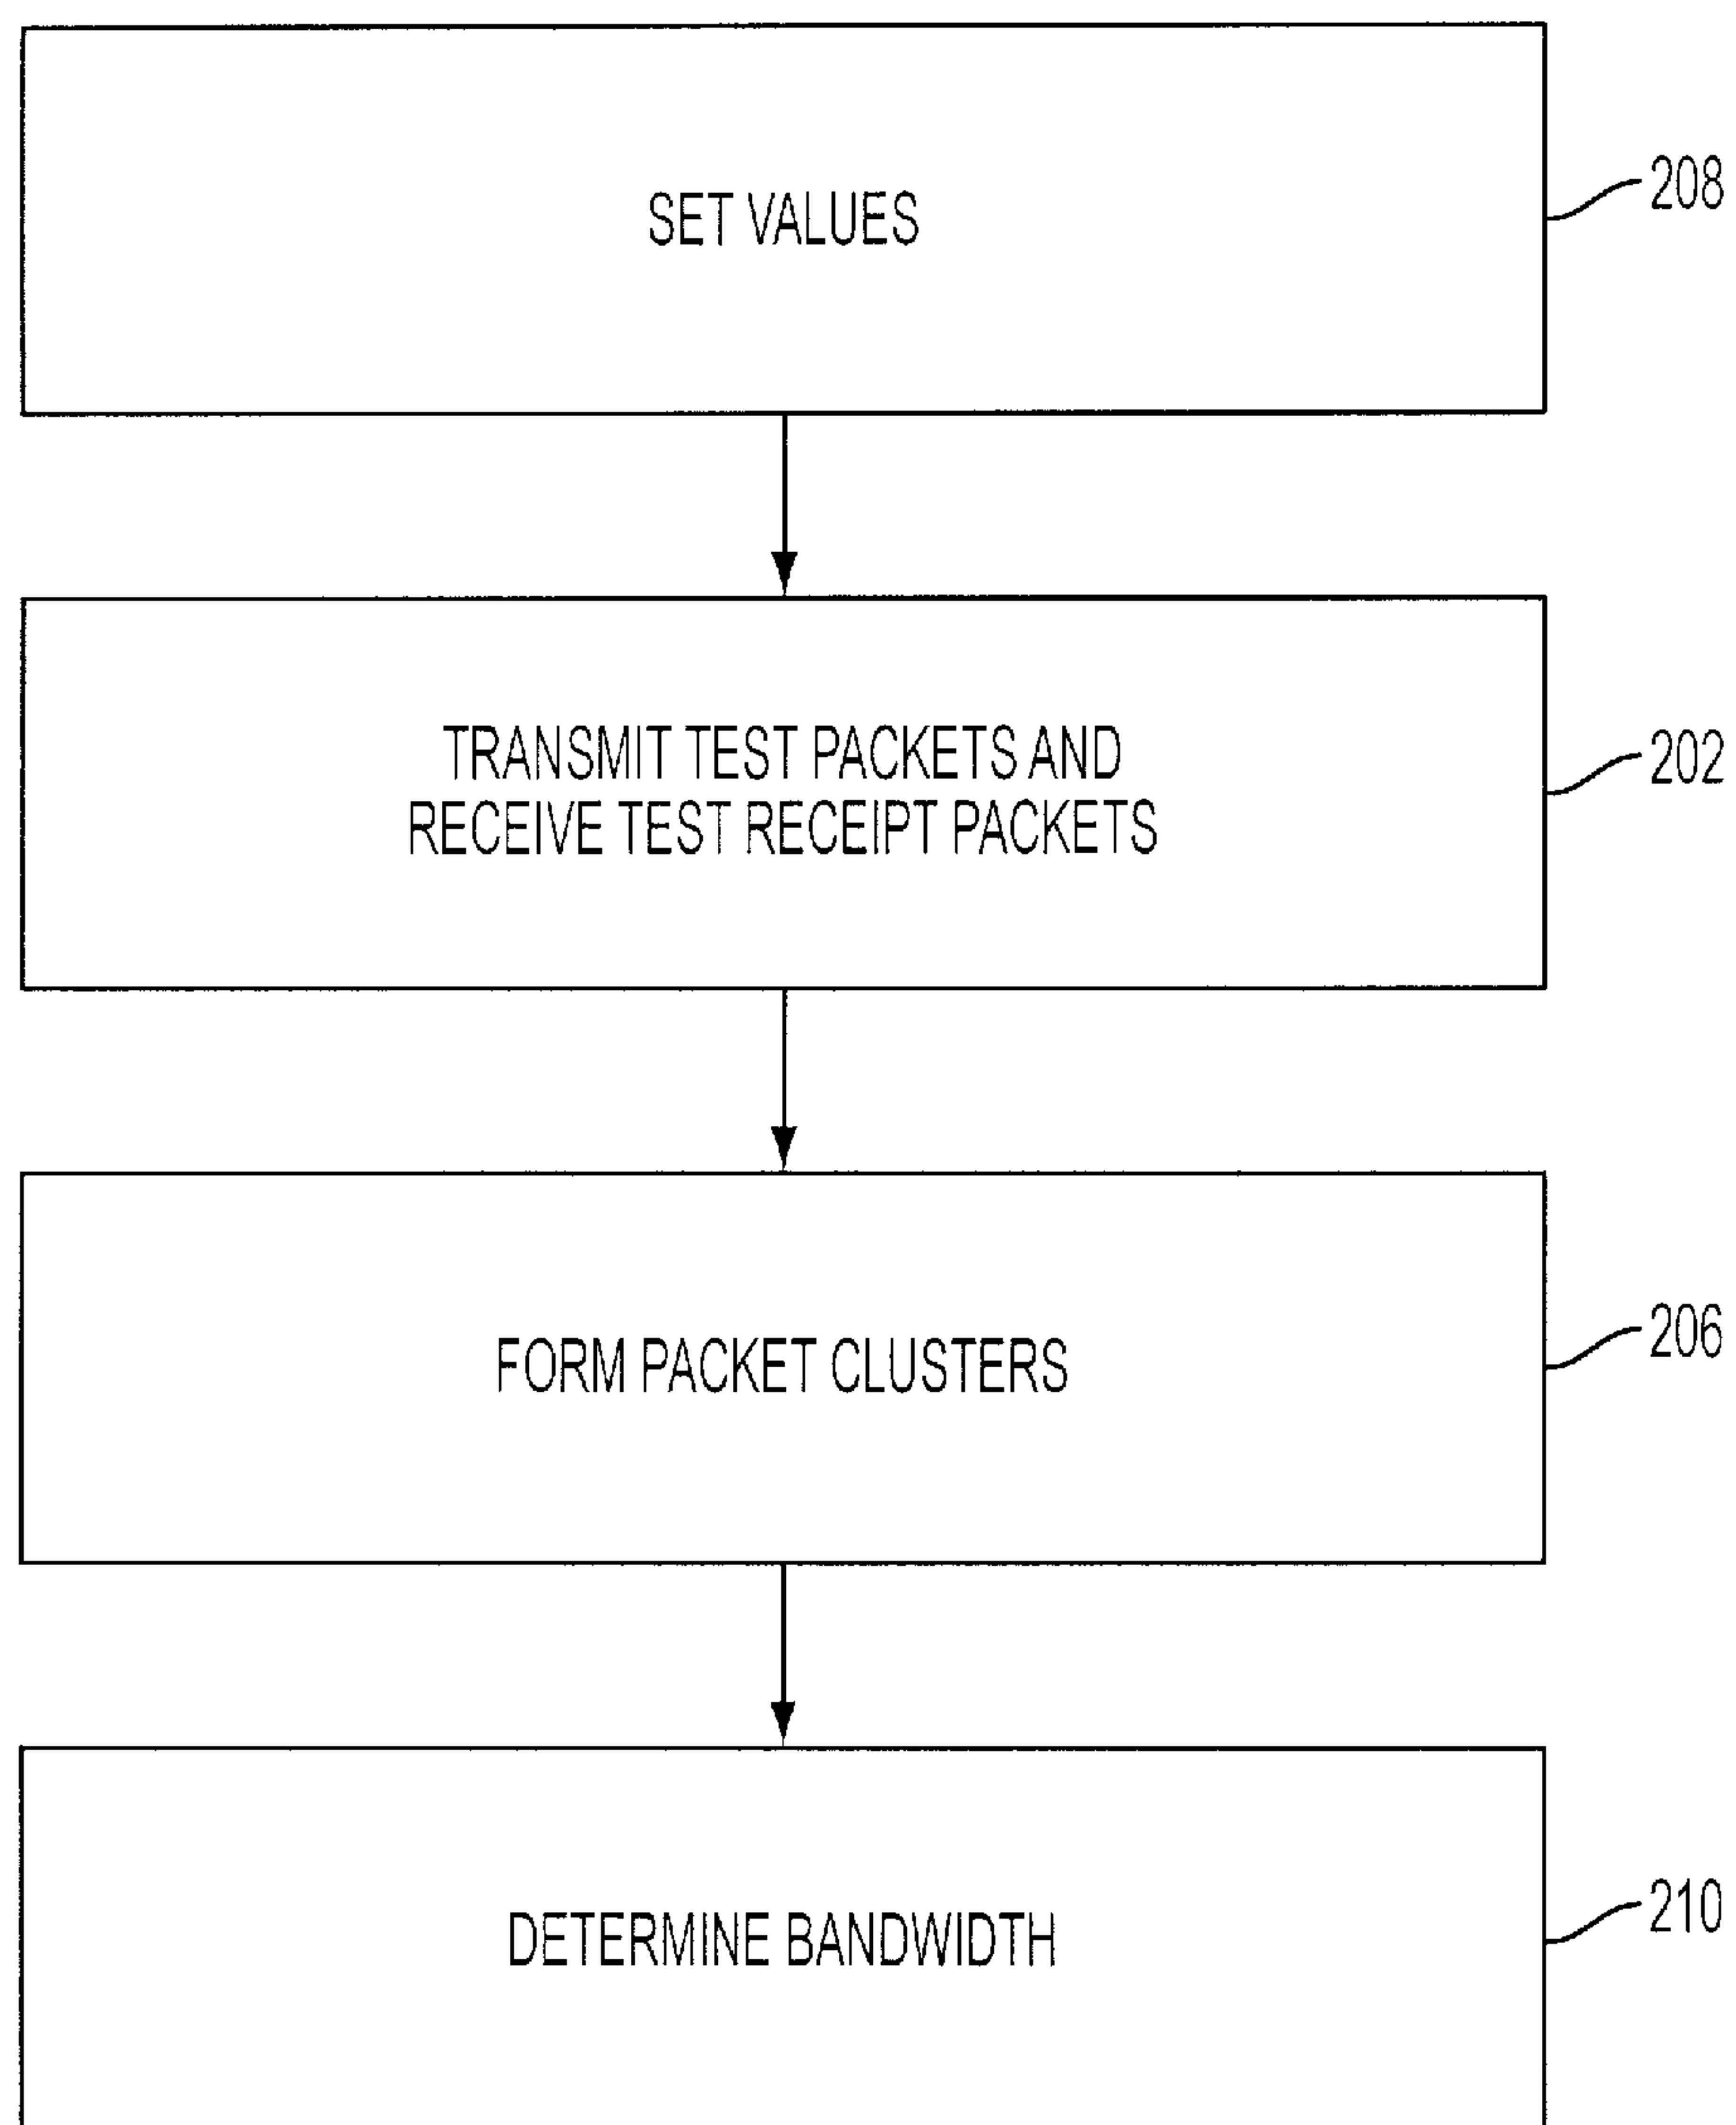 SET VALUES
208
TRANSMIT TEST PACKETS AND
RECEIVE TEST RECEIPT PACKETS
202
FORM PACKET CLUSTERS
206
DETERMINE BANDWIDTH
210